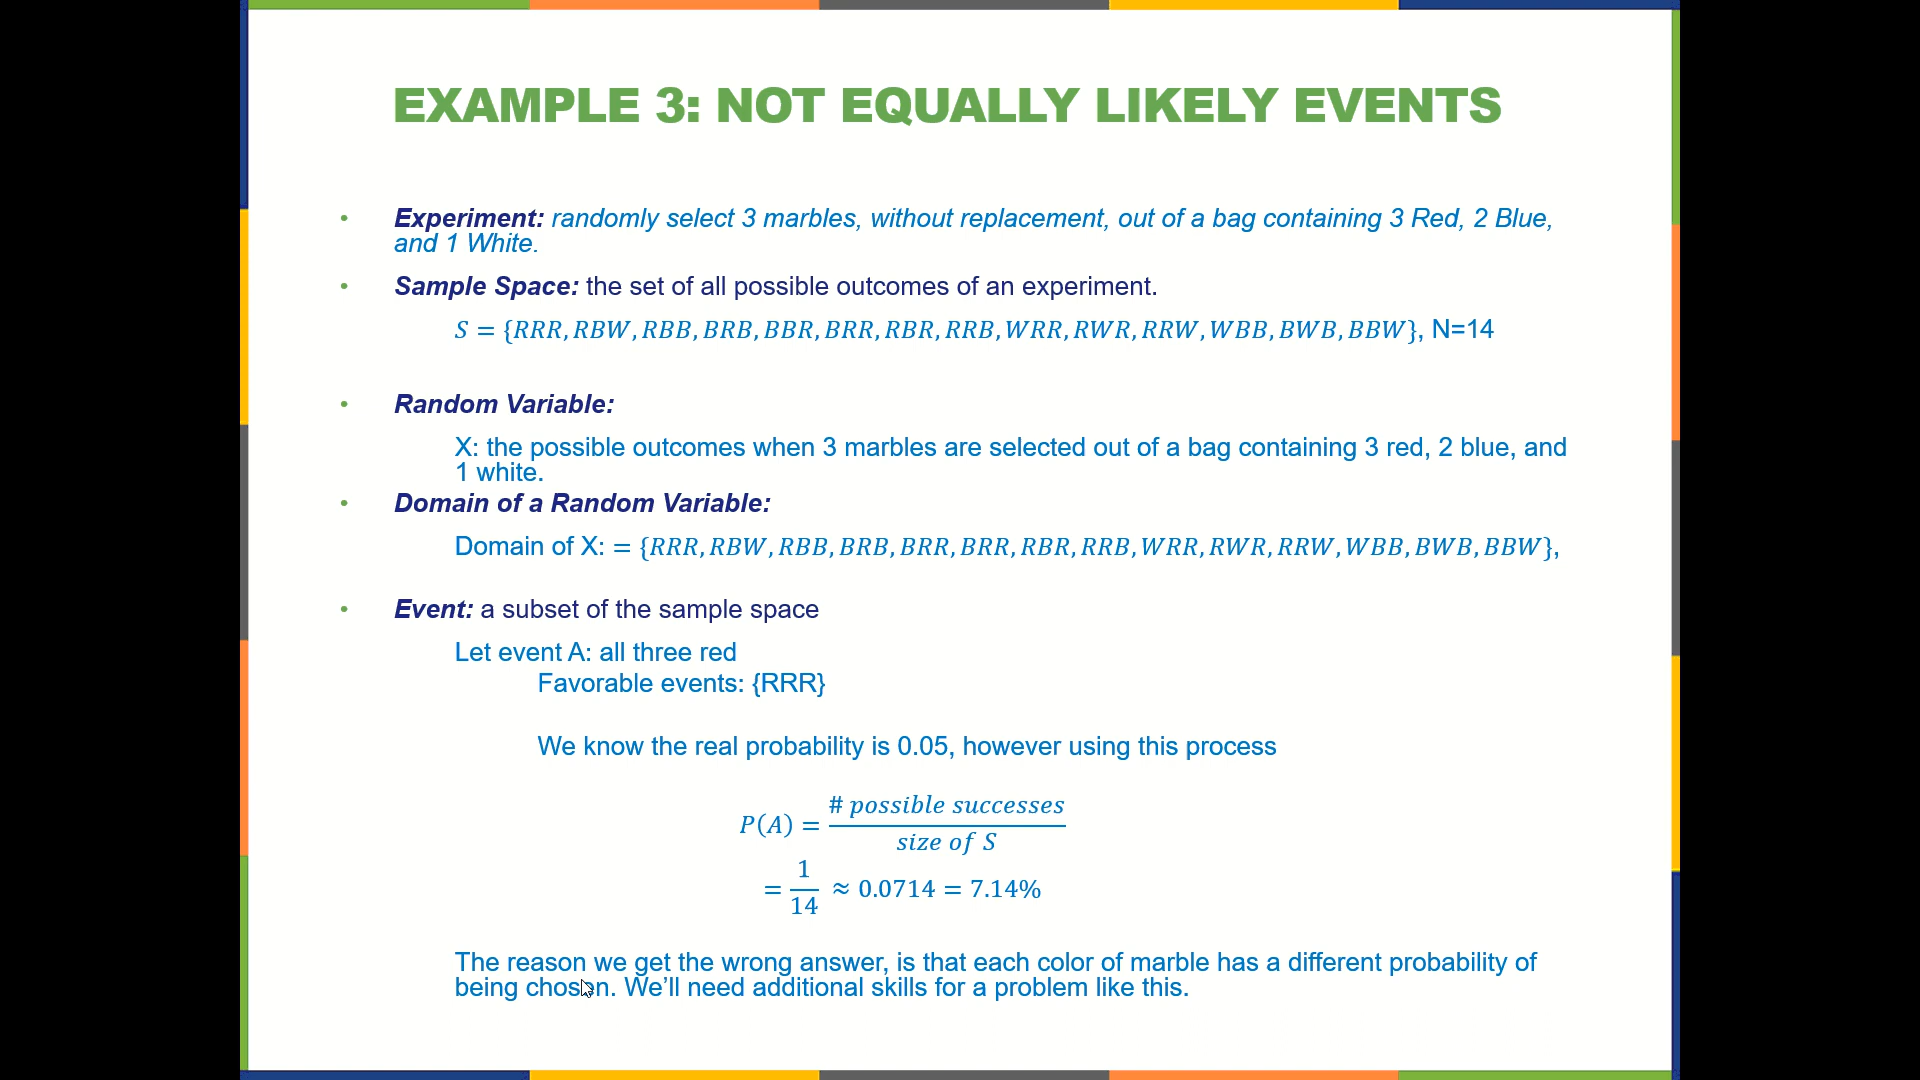 EXAMPLE 3: NOT EQUALLY LIKELY EVENTS
• Experiment: randomly select 3 marbles, without replacement, out of a bag containing 3 Red, 2 Blue,
and 1 White.
• Sample Space: the set of all possible outcomes of an experiment.
S = {RRR, RBW, RBB, BRB, BBR, BRR, RBR, RRB, WRR, RWR, RRW, WBB, BWB, BBW}, N=14
• Random Variable:
X: the possible outcomes when 3 marbles are selected out of a bag containing 3 red, 2 blue, and
1 white.
• Domain of a Random Variable:
Domain of X: = {RRR, RBW, RBB, BRB, BRR, BRR, RBR, RRB, WRR, RWR, RRW, WBB, BWB, BBW},
• Event: a subset of the sample space
Let event A: all three red
Favorable events: {RRR}
We know the real probability is 0.05, however using this process
P(A) = # possible successes / size of S
= 1/14 ≈ 0.0714 = 7.14%
The reason we get the wrong answer, is that each color of marble has a different probability of
being chosen. We’ll need additional skills for a problem like this.